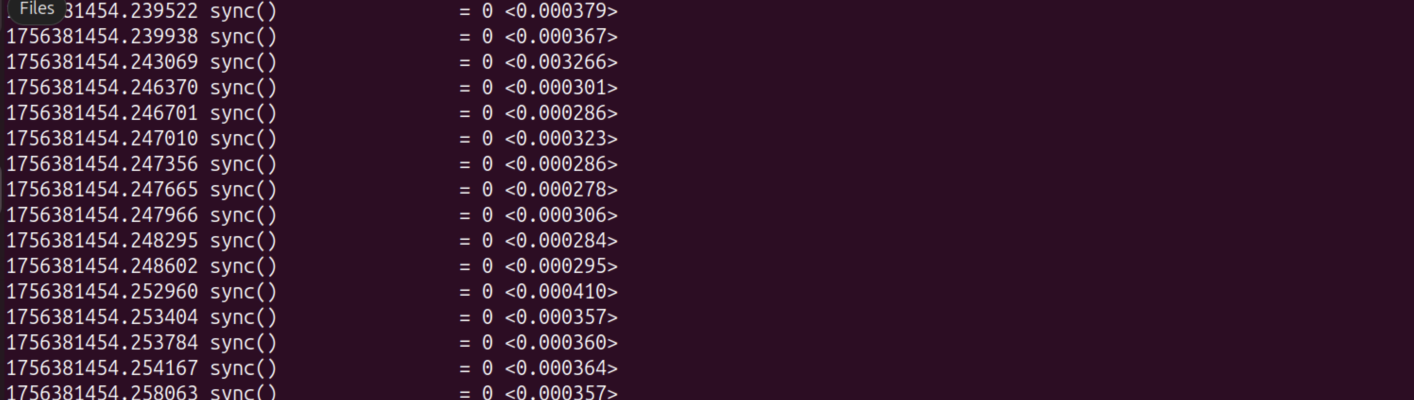 Files
31454.239522 sync() = 0 <0.000379>
1756381454.239938 sync() = 0 <0.000367>
1756381454.243069 sync() = 0 <0.003266>
1756381454.246370 sync() = 0 <0.000301>
1756381454.246701 sync() = 0 <0.000286>
1756381454.247010 sync() = 0 <0.000323>
1756381454.247356 sync() = 0 <0.000286>
1756381454.247665 sync() = 0 <0.000278>
1756381454.247966 sync() = 0 <0.000306>
1756381454.248295 sync() = 0 <0.000284>
1756381454.248602 sync() = 0 <0.000295>
1756381454.252960 sync() = 0 <0.000410>
1756381454.253404 sync() = 0 <0.000357>
1756381454.253784 sync() = 0 <0.000360>
1756381454.254167 sync() = 0 <0.000364>
1756381454.258063 sync() = 0 <0.000357>